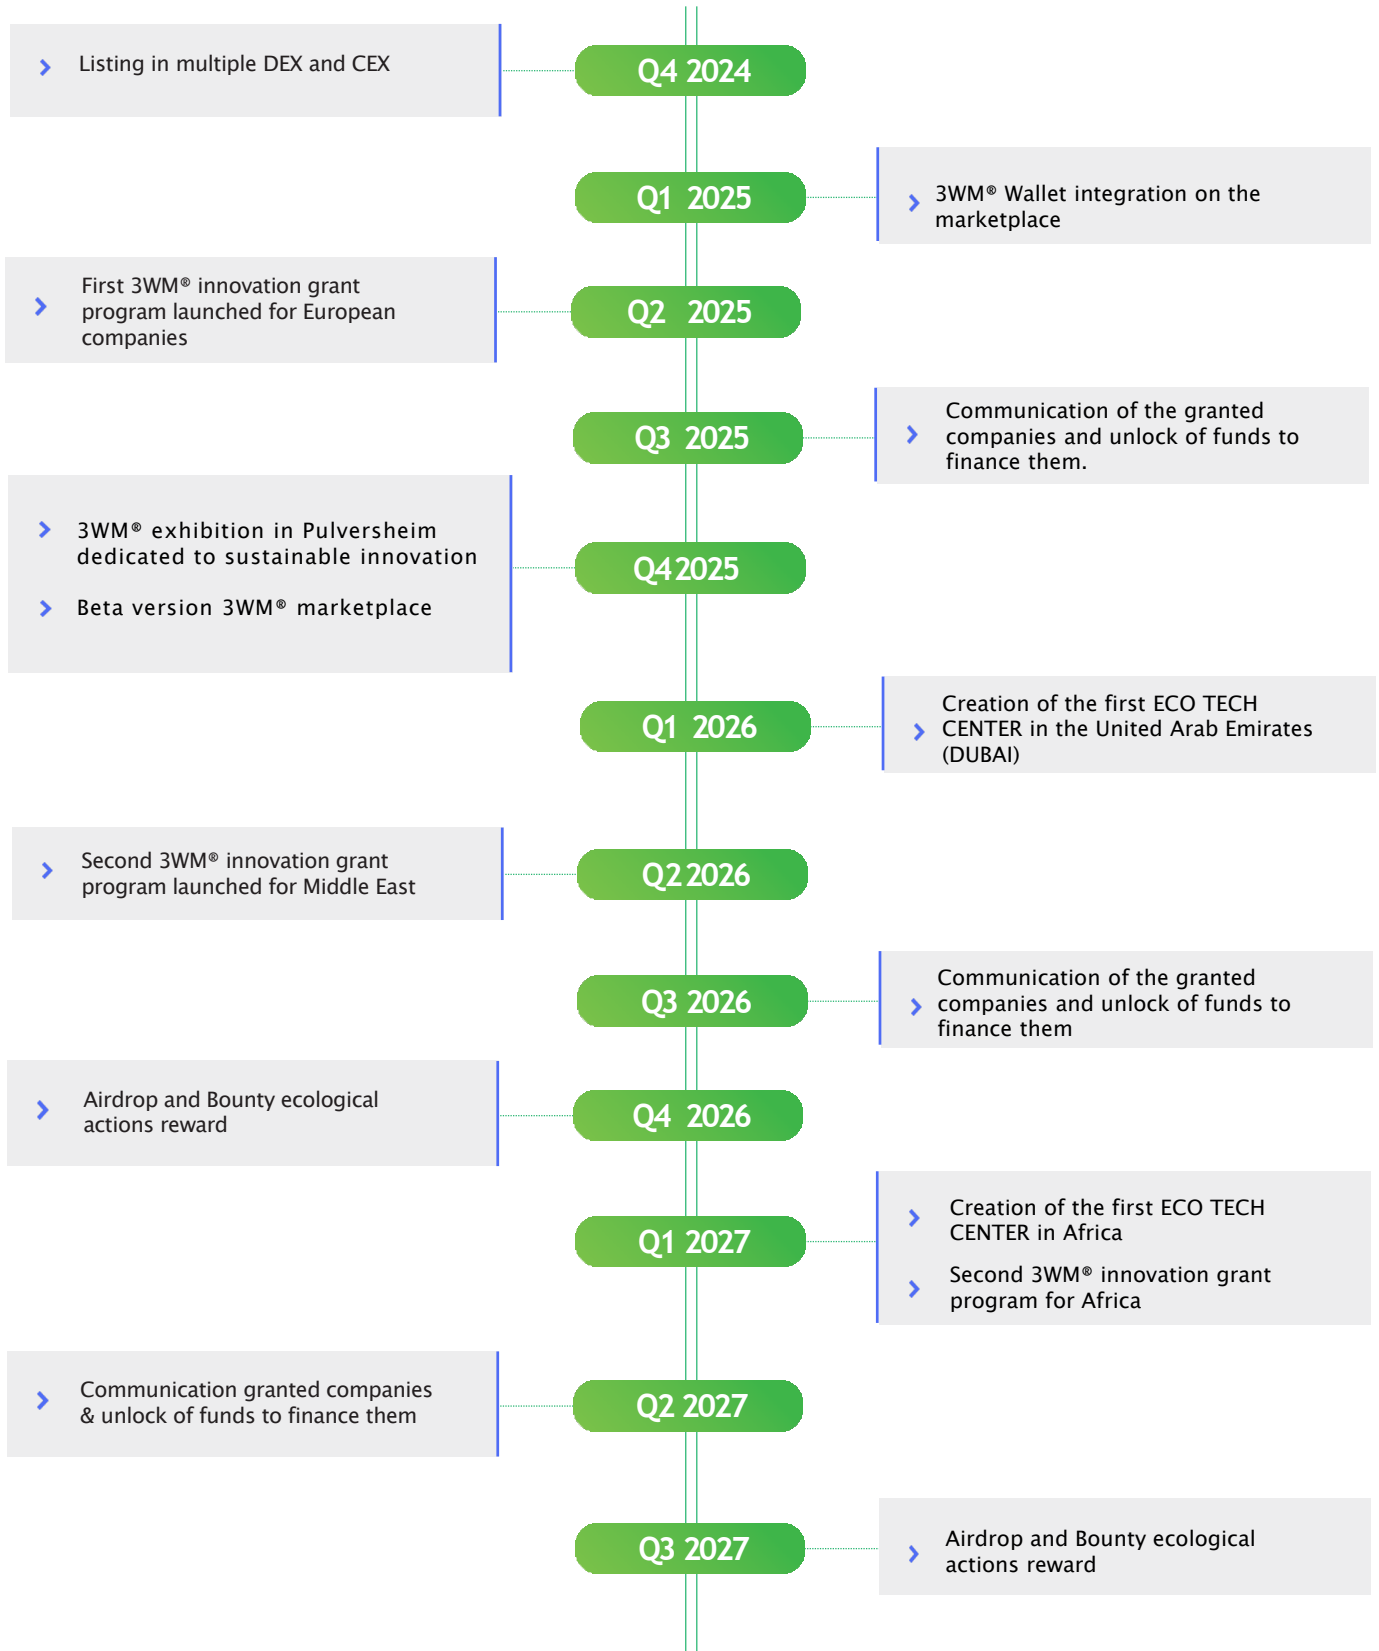 Listing in multiple DEX and CEX
Q4 2024
Q1 2025
3WM® Wallet integration on the
marketplace
First 3WM® innovation grant
program launched for European
companies
Q2 2025
Q3 2025
Communication of the granted
companies and unlock of funds to
finance them.
3WM® exhibition in Pulversheim
dedicated to sustainable innovation
Beta version 3WM® marketplace
Q4 2025
Q1 2026
Creation of the first ECO TECH
CENTER in the United Arab Emirates
(DUBAI)
Second 3WM® innovation grant
program launched for Middle East
Q2 2026
Q3 2026
Communication of the granted
companies and unlock of funds to
finance them
Airdrop and Bounty ecological
actions reward
Q4 2026
Q1 2027
Creation of the first ECO TECH
CENTER in Africa
Second 3WM® innovation grant
program for Africa
Communication granted companies
& unlock of funds to finance them
Q2 2027
Q3 2027
Airdrop and Bounty ecological
actions reward